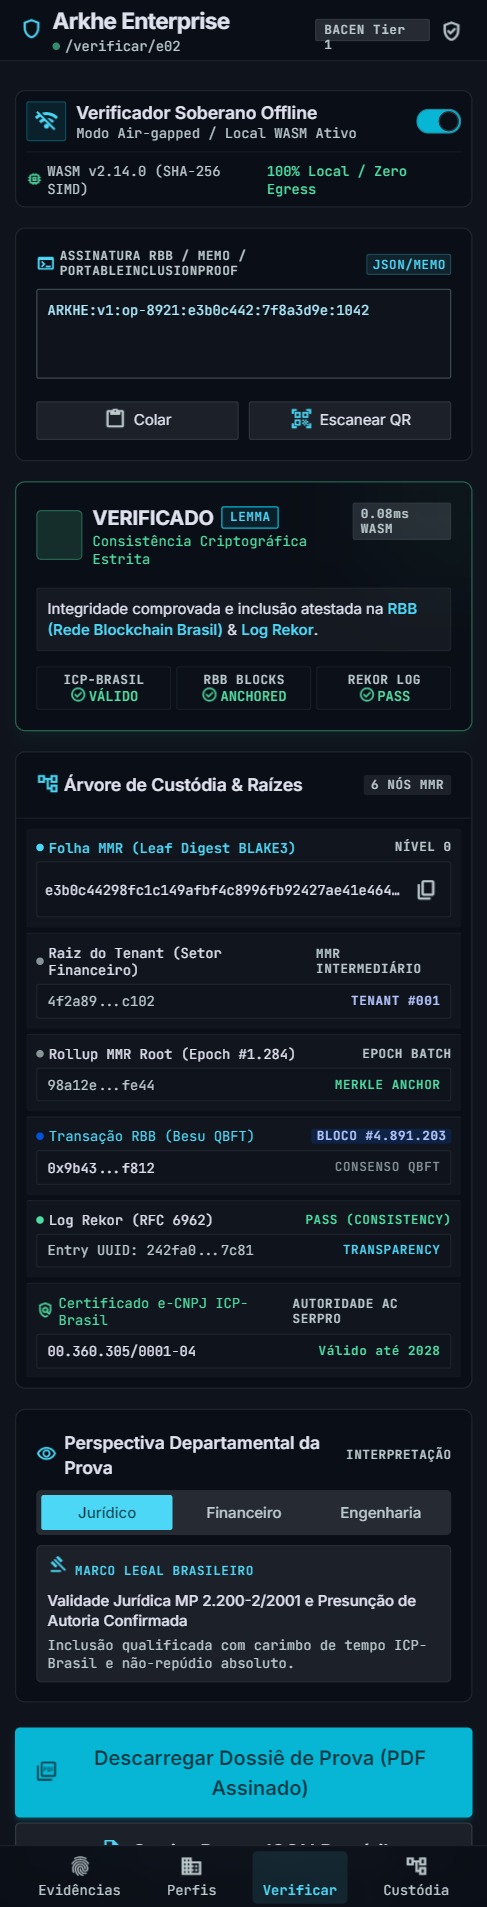 Arkhe Enterprise
/verificar/e02
BACEN Tier
1
Verificador Soberano Offline
Modo Air-gapped / Local WASM Ativo
WASM v2.14.0 (SHA-256
SIMD)
100% Local / Zero
Egress
ASSINATURA RBB / MEMO /
PORTABLEINCLUSIONPROOF
JSON/MEMO
ARKHE:v1:op-8921:e3b0c442:7f8a3d9e:1042
Colar
Escanear QR
VERIFICADO
LEMMA
0.08ms
WASM
Consistência Criptográfica
Estrita
Integridade comprovada e inclusão atestada na RBB
(Rede Blockchain Brasil) & Log Rekor.
ICP-BRASIL
VÁLIDO
RBB BLOCKS
ANCHORED
REKOR LOG
PASS
Árvore de Custódia & Raízes
6 NÓS MMR
Folha MMR (Leaf Digest BLAKE3)
NÍVEL 0
e3b0c44298fc1c149afbf4c8996fb92427ae41e464…
Raiz do Tenant (Setor
Financeiro)
MMR
INTERMEDIÁRIO
4f2a89...c102
TENANT #001
Rollup MMR Root (Epoch #1.284)
EPOCH BATCH
98a12e...fe44
MERKLE ANCHOR
Transação RBB (Besu QBFT)
BLOCO #4.891.203
0x9b43...f812
CONSENSO QBFT
Log Rekor (RFC 6962)
PASS (CONSISTENCY)
Entry UUID: 242fa0...7c81
TRANSPARENCY
Certificado e-CNPJ ICP-
Brasil
AUTORIDADE AC
SERPRO
00.360.305/0001-04
Válido até 2028
Perspectiva Departamental da
Prova
INTERPRETAÇÃO
Jurídico
Financeiro
Engenharia
MARCO LEGAL BRASILEIRO
Validade Jurídica MP 2.200-2/2001 e Presunção de
Autoria Confirmada
Inclusão qualificada com carimbo de tempo ICP-
Brasil e não-repúdio absoluto.
Descarregar Dossiê de Prova (PDF
Assinado)
Evidências
Perfis
Verificar
Custódia